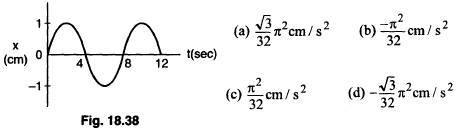 1
x
(cm)
0
-1
4
8
12
t(sec)
Fig. 18.38
(a) √3/32 π² cm / s²
(b) -π²/32 cm / s²
(c) π²/32 cm / s²
(d) -√3/32 π² cm / s²